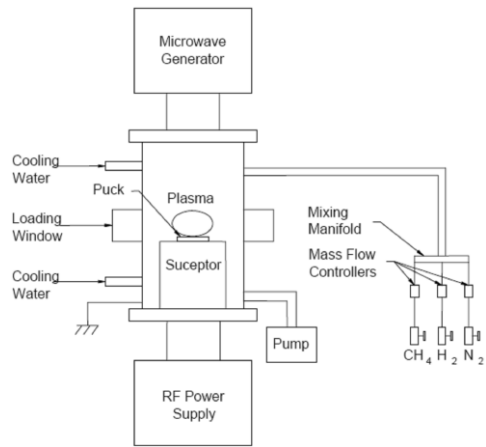 Microwave
Generator
Cooling
Water
Puck
Plasma
Loading
Window
Mixing
Manifold
Mass Flow
Controllers
Suceptor
Cooling
Water
Pump
CH4 H2 N2
RF Power
Supply